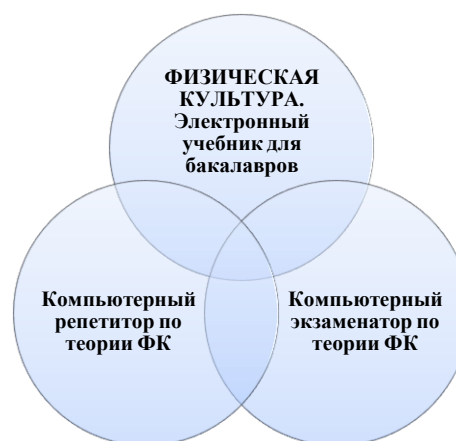 ФИЗИЧЕСКАЯ
КУЛЬТУРА.
Электронный
учебник для
бакалавров
Компьютерный
репетитор по
теории ФК
Компьютерный
экзаменатор по
теории ФК